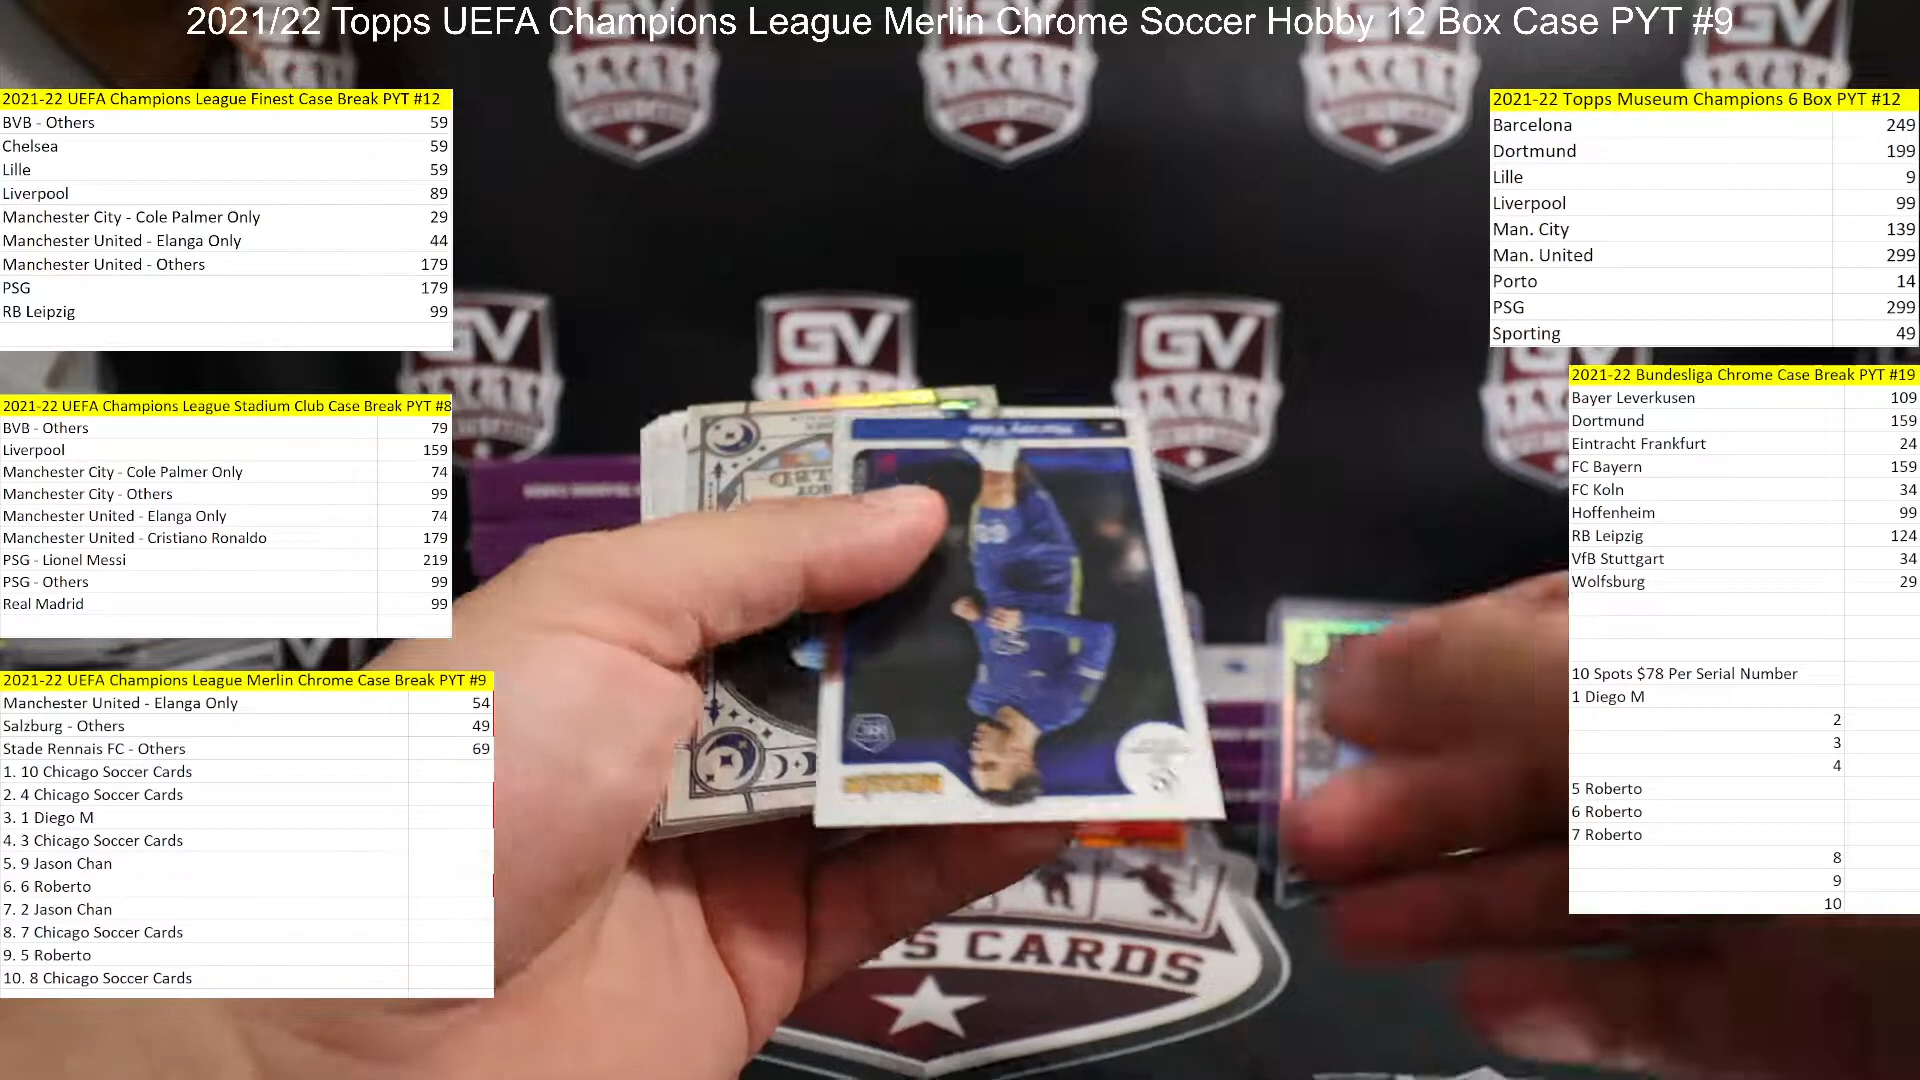 2021/22 Topps UEFA Champions League Merlin Chrome Soccer Hobby 12 Box Case PYT #9
2021-22 UEFA Champions League Finest Case Break PYT #12
BVB - Others 59
Chelsea 59
Lille 59
Liverpool 89
Manchester City - Cole Palmer Only 29
Manchester United - Elanga Only 44
Manchester United - Others 179
PSG 179
RB Leipzig 99
2021-22 UEFA Champions League Stadium Club Case Break PYT #8
BVB - Others 79
Liverpool 159
Manchester City - Cole Palmer Only 74
Manchester City - Others 99
Manchester United - Elanga Only 74
Manchester United - Cristiano Ronaldo 179
PSG - Lionel Messi 219
PSG - Others 99
Real Madrid 99
2021-22 UEFA Champions League Merlin Chrome Case Break PYT #9
Manchester United - Elanga Only 54
Salzburg - Others 49
Stade Rennais FC - Others 69
1. 10 Chicago Soccer Cards
2. 4 Chicago Soccer Cards
3. 1 Diego M
4. 3 Chicago Soccer Cards
5. 9 Jason Chan
6. 6 Roberto
7. 2 Jason Chan
8. 7 Chicago Soccer Cards
9. 5 Roberto
10. 8 Chicago Soccer Cards
2021-22 Topps Museum Champions 6 Box PYT #12
Barcelona 249
Dortmund 199
Lille 9
Liverpool 99
Man. City 139
Man. United 299
Porto 14
PSG 299
Sporting 49
2021-22 Bundesliga Chrome Case Break PYT #19
Bayer Leverkusen 109
Dortmund 159
Eintracht Frankfurt 24
FC Bayern 159
FC Koln 34
Hoffenheim 99
RB Leipzig 124
VfB Stuttgart 34
Wolfsburg 29
10 Spots $78 Per Serial Number
1 Diego M
2
3
4
5 Roberto
6 Roberto
7 Roberto
8
9
10
GV
GV
GV
GV
GV
GV
CARDS